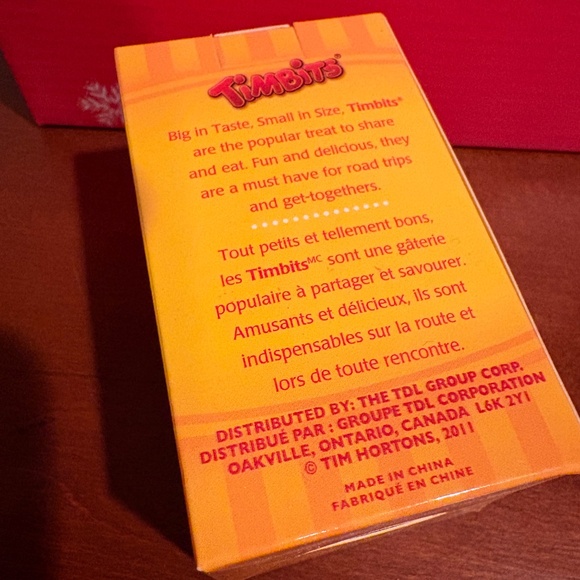 TimBits®
Big in Taste, Small in Size, Timbits®
are the popular treat to share
and eat. Fun and delicious, they
are a must have for road trips
and get-togethers.
Tout petits et tellement bons,
les Timbitsᴹᶜ sont une gâterie
populaire à partager et savourer.
Amusants et délicieux, ils sont
indispensables sur la route et
lors de toute rencontre.
DISTRIBUTED BY: THE TDL GROUP CORP.
DISTRIBUÉ PAR : GROUPE TDL CORPORATION
OAKVILLE, ONTARIO, CANADA L6K 2Y1
© TIM HORTONS, 2011
MADE IN CHINA
FABRIQUÉ EN CHINE